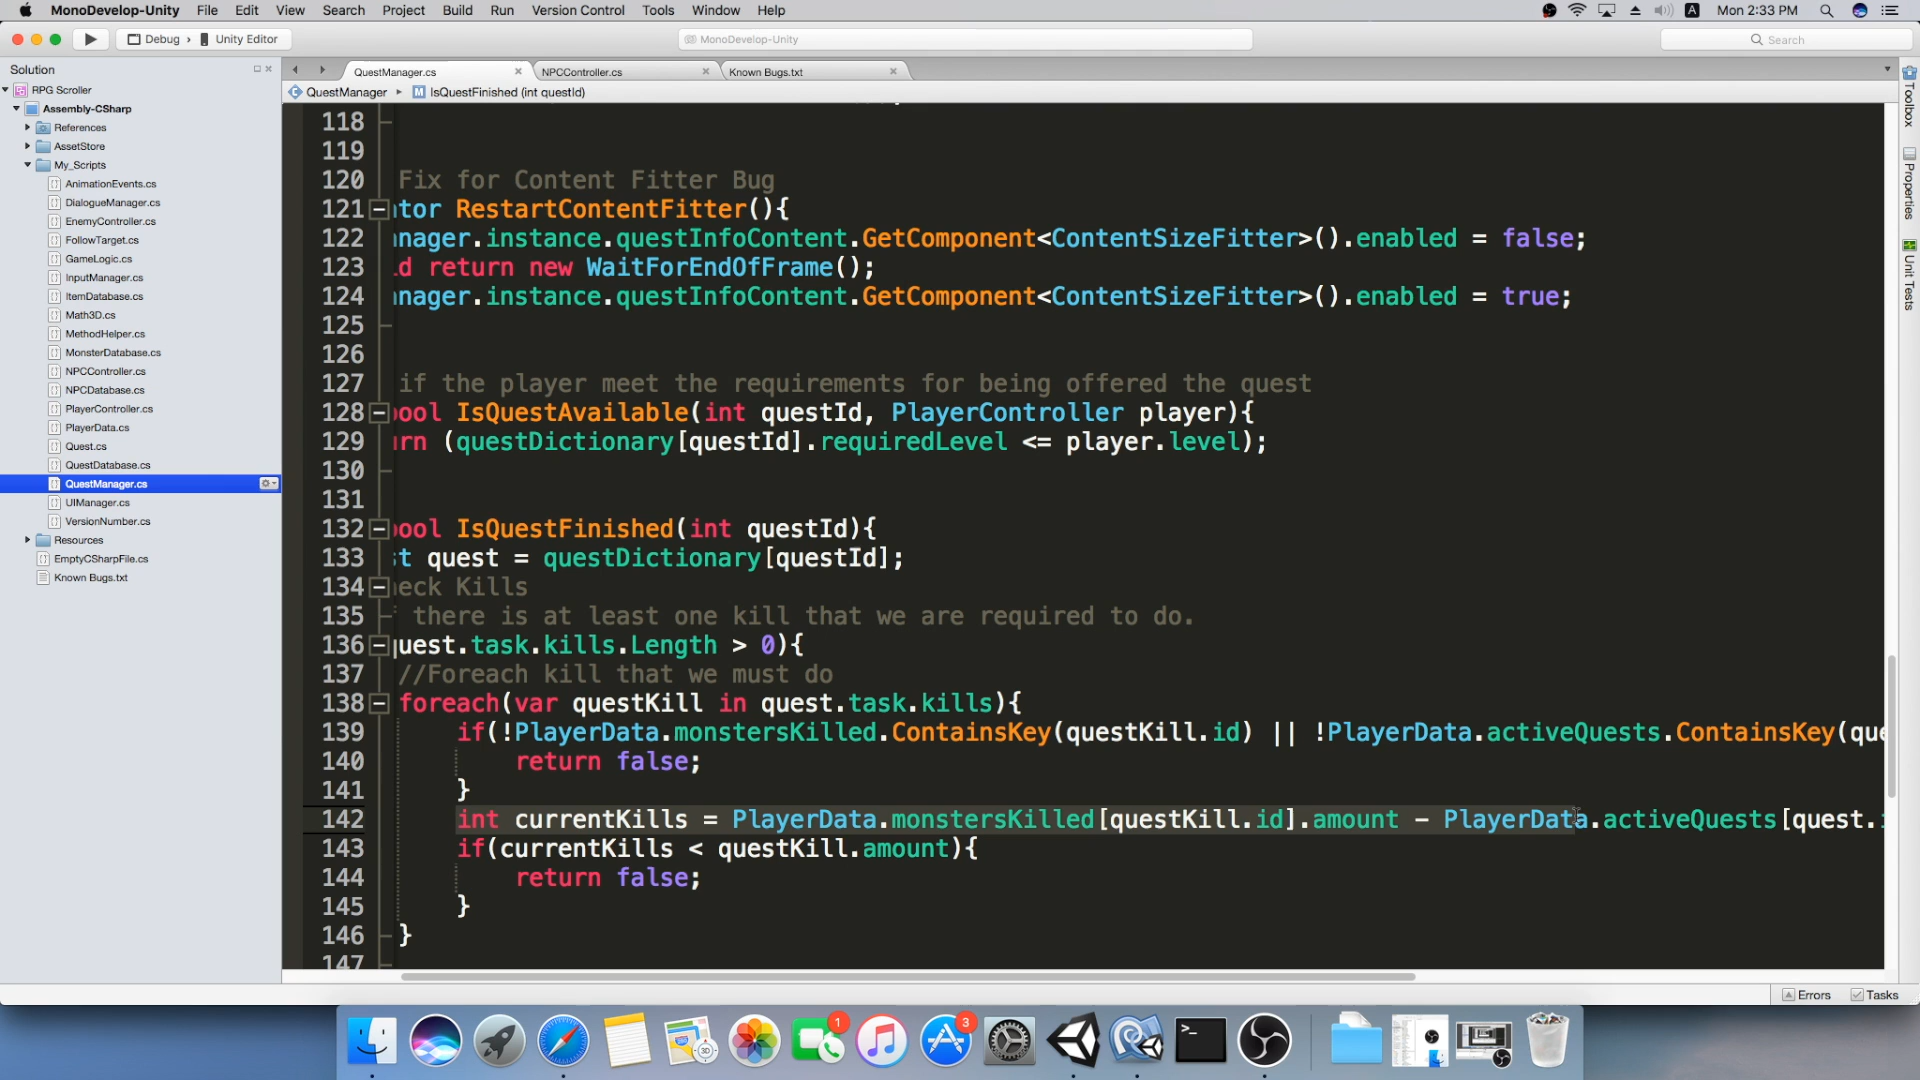 MonoDevelop-Unity File Edit View Search Project Build Run Version Control Tools Window Help
A Mon 2:33 PM
Debug › Unity Editor
MonoDevelop-Unity
Search
Solution
RPG Scroller
Assembly-CSharp
References
AssetStore
My_Scripts
AnimationEvents.cs
DialogueManager.cs
EnemyController.cs
FollowTarget.cs
GameLogic.cs
InputManager.cs
ItemDatabase.cs
Math3D.cs
MethodHelper.cs
MonsterDatabase.cs
NPCController.cs
NPCDatabase.cs
PlayerController.cs
PlayerData.cs
Quest.cs
QuestDatabase.cs
QuestManager.cs
UIManager.cs
VersionNumber.cs
Resources
EmptyCSharpFile.cs
Known Bugs.txt
QuestManager.cs NPCController.cs Known Bugs.txt
QuestManager ▸ M IsQuestFinished (int questId)
118
119
120 Fix for Content Fitter Bug
121 tor RestartContentFitter(){
122 nager.instance.questInfoContent.GetComponent<ContentSizeFitter>().enabled = false;
123 d return new WaitForEndOfFrame();
124 nager.instance.questInfoContent.GetComponent<ContentSizeFitter>().enabled = true;
125
126
127 if the player meet the requirements for being offered the quest
128 ool IsQuestAvailable(int questId, PlayerController player){
129 rn (questDictionary[questId].requiredLevel <= player.level);
130
131
132 ool IsQuestFinished(int questId){
133 t quest = questDictionary[questId];
134 eck Kills
135 there is at least one kill that we are required to do.
136 uest.task.kills.Length > 0){
137 //Foreach kill that we must do
138 foreach(var questKill in quest.task.kills){
139 if(!PlayerData.monstersKilled.ContainsKey(questKill.id) || !PlayerData.activeQuests.ContainsKey(que
140 return false;
141 }
142 int currentKills = PlayerData.monstersKilled[questKill.id].amount - PlayerData.activeQuests[quest.
143 if(currentKills < questKill.amount){
144 return false;
145 }
146 }
147
Toolbox
Properties
Unit Tests
Errors Tasks
1
3